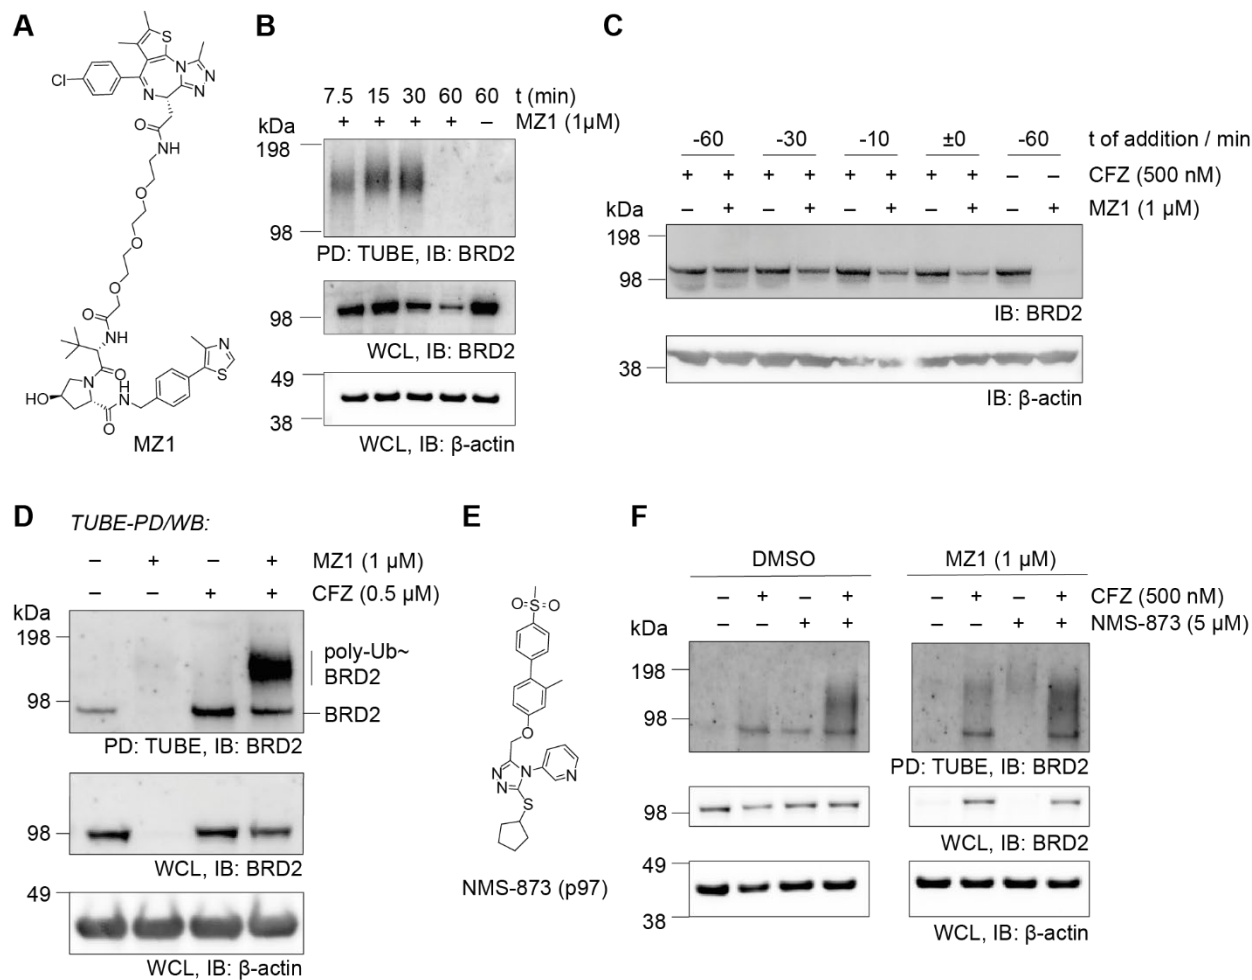 A
S
N
N
N
N
Cl
O
NH
O
O
O
O
NH
O
N
HO
H
N
O
N
S
MZ1
B
7.5 15 30 60 60 t (min)
+ + + + – MZ1 (1µM)
kDa
198
98
PD: TUBE, IB: BRD2
98
WCL, IB: BRD2
49
38
WCL, IB: β-actin
C
-60 -30 -10 ±0 -60 t of addition / min
+ + + + + + + + – – CFZ (500 nM)
– + – + – + – + – + MZ1 (1 µM)
kDa
198
98
IB: BRD2
38
IB: β-actin
D
TUBE-PD/WB:
– + – + MZ1 (1 µM)
– – + + CFZ (0.5 µM)
kDa
198
poly-Ub~
BRD2
98
BRD2
PD: TUBE, IB: BRD2
98
WCL, IB: BRD2
49
WCL, IB: β-actin
E
O=S=O
O
N
N
N
N
S
NMS-873 (p97)
F
DMSO MZ1 (1 µM)
– + – + – + – + CFZ (500 nM)
– – + + – – + + NMS-873 (5 µM)
kDa
198 198
98 98
PD: TUBE, IB: BRD2
98 98
WCL, IB: BRD2
49 49
38 38
WCL, IB: β-actin